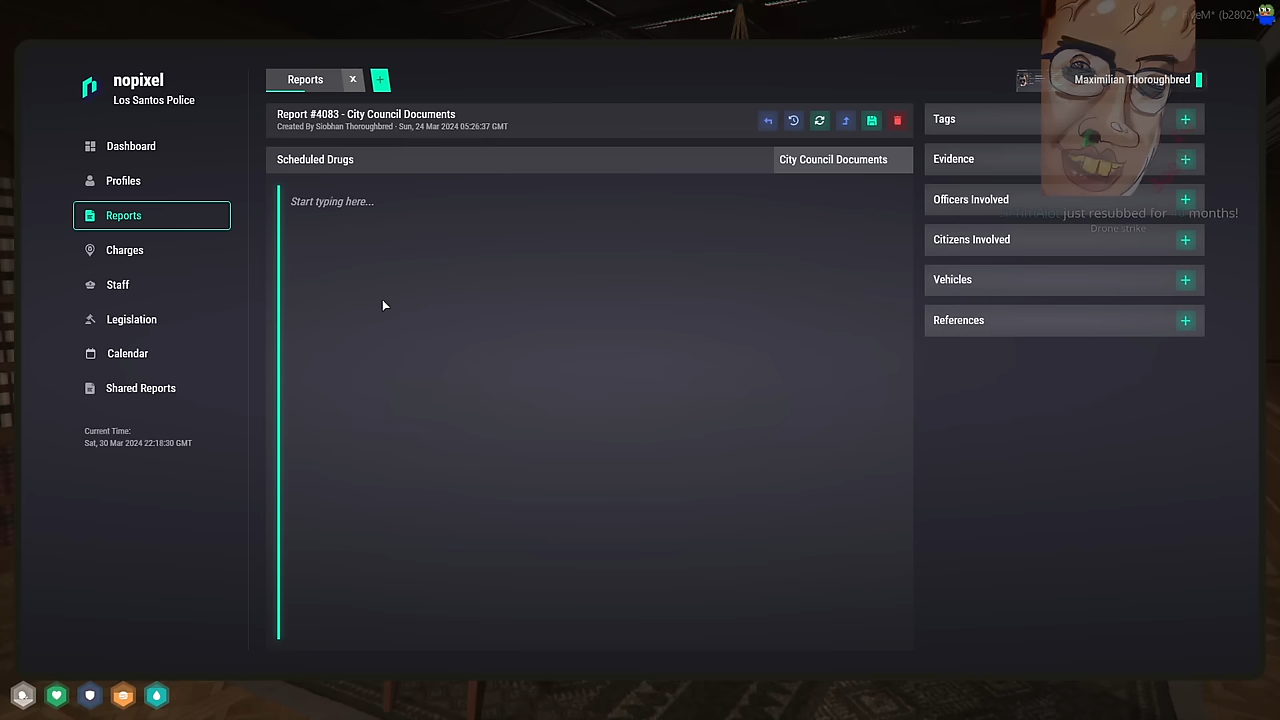 nopixel
Los Santos Police
Dashboard
Profiles
Reports
Charges
Staff
Legislation
Calendar
Shared Reports
Current Time:
Sat, 30 Mar 2024 22:18:30 GMT
Reports x +
Report #4083 - City Council Documents
Created By Siobhan Thoroughbred - Sun, 24 Mar 2024 05:26:37 GMT
Scheduled Drugs
City Council Documents
Start typing here...
(b2802)
Maximilian Thoroughbred
Tags
Evidence
Officers Involved
just resubbed for months!
Drone strike
Citizens Involved
Vehicles
References